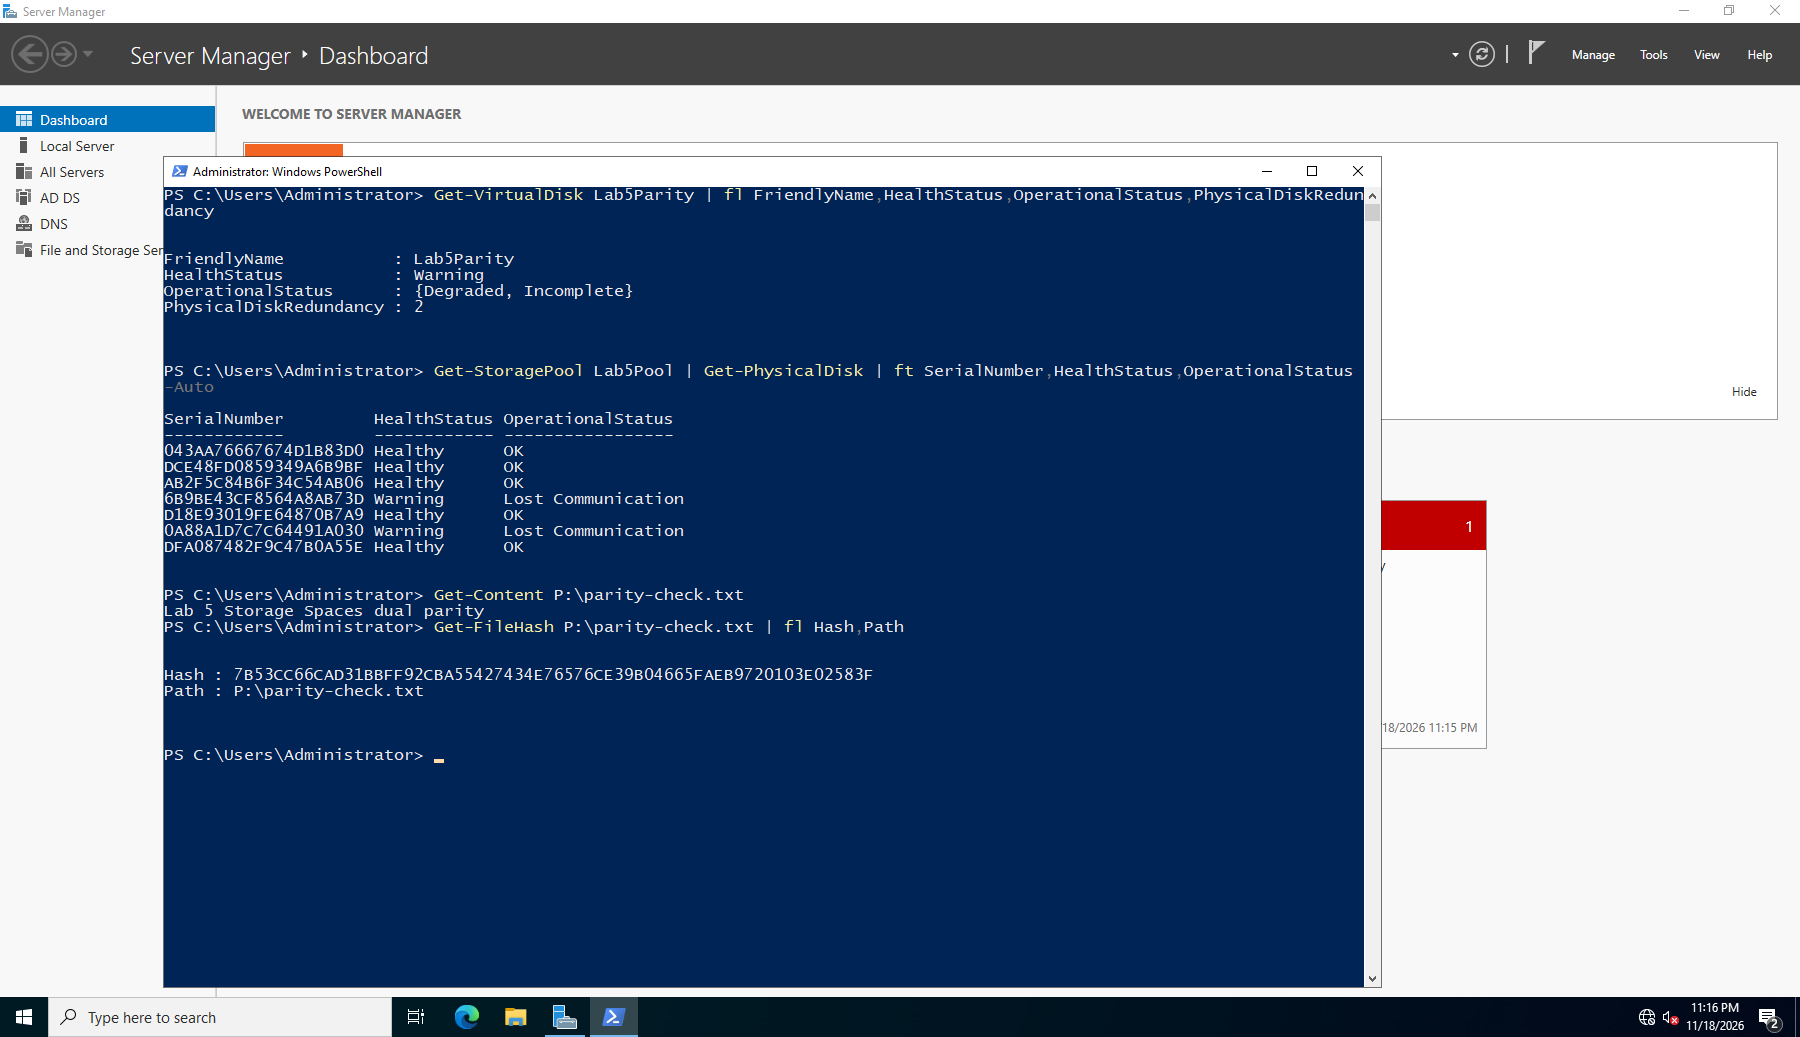 Server Manager
Server Manager ‣ Dashboard
Manage
Tools
View
Help
Dashboard
Local Server
All Servers
AD DS
DNS
File and Storage Ser
WELCOME TO SERVER MANAGER
Administrator: Windows PowerShell
PS C:\Users\Administrator> Get-VirtualDisk Lab5Parity | fl FriendlyName,HealthStatus,OperationalStatus,PhysicalDiskRedun
dancy
FriendlyName : Lab5Parity
HealthStatus : Warning
OperationalStatus : {Degraded, Incomplete}
PhysicalDiskRedundancy : 2
PS C:\Users\Administrator> Get-StoragePool Lab5Pool | Get-PhysicalDisk | ft SerialNumber,HealthStatus,OperationalStatus
-Auto
SerialNumber HealthStatus OperationalStatus
------------ ------------ -----------------
043AA76667674D1B83D0 Healthy OK
DCE48FD0859349A6B9BF Healthy OK
AB2F5C84B6F34C54AB06 Healthy OK
6B9BE43CF8564A8AB73D Warning Lost Communication
D18E93019FE64870B7A9 Healthy OK
0A88A1D7C7C64491A030 Warning Lost Communication
DFA087482F9C47B0A55E Healthy OK
PS C:\Users\Administrator> Get-Content P:\parity-check.txt
Lab 5 Storage Spaces dual parity
PS C:\Users\Administrator> Get-FileHash P:\parity-check.txt | fl Hash,Path
Hash : 7B53CC66CAD31BBFF92CBA55427434E76576CE39B04665FAEB9720103E02583F
Path : P:\parity-check.txt
PS C:\Users\Administrator>
Hide
1
18/2026 11:15 PM
Type here to search
11:16 PM
11/18/2026
2